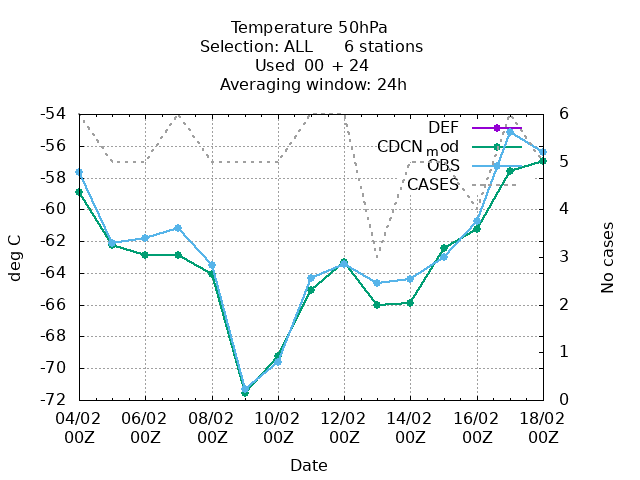 Temperature 50hPa
Selection: ALL 6 stations
Used 00 + 24
Averaging window: 24h
-54
-56
-58
-60
-62
-64
-66
-68
-70
-72
deg C
6
5
4
3
2
1
0
No cases
DEF
CDCN_mod
OBS
CASES
04/02 06/02 08/02 10/02 12/02 14/02 16/02 18/02
00Z 00Z 00Z 00Z 00Z 00Z 00Z 00Z
Date